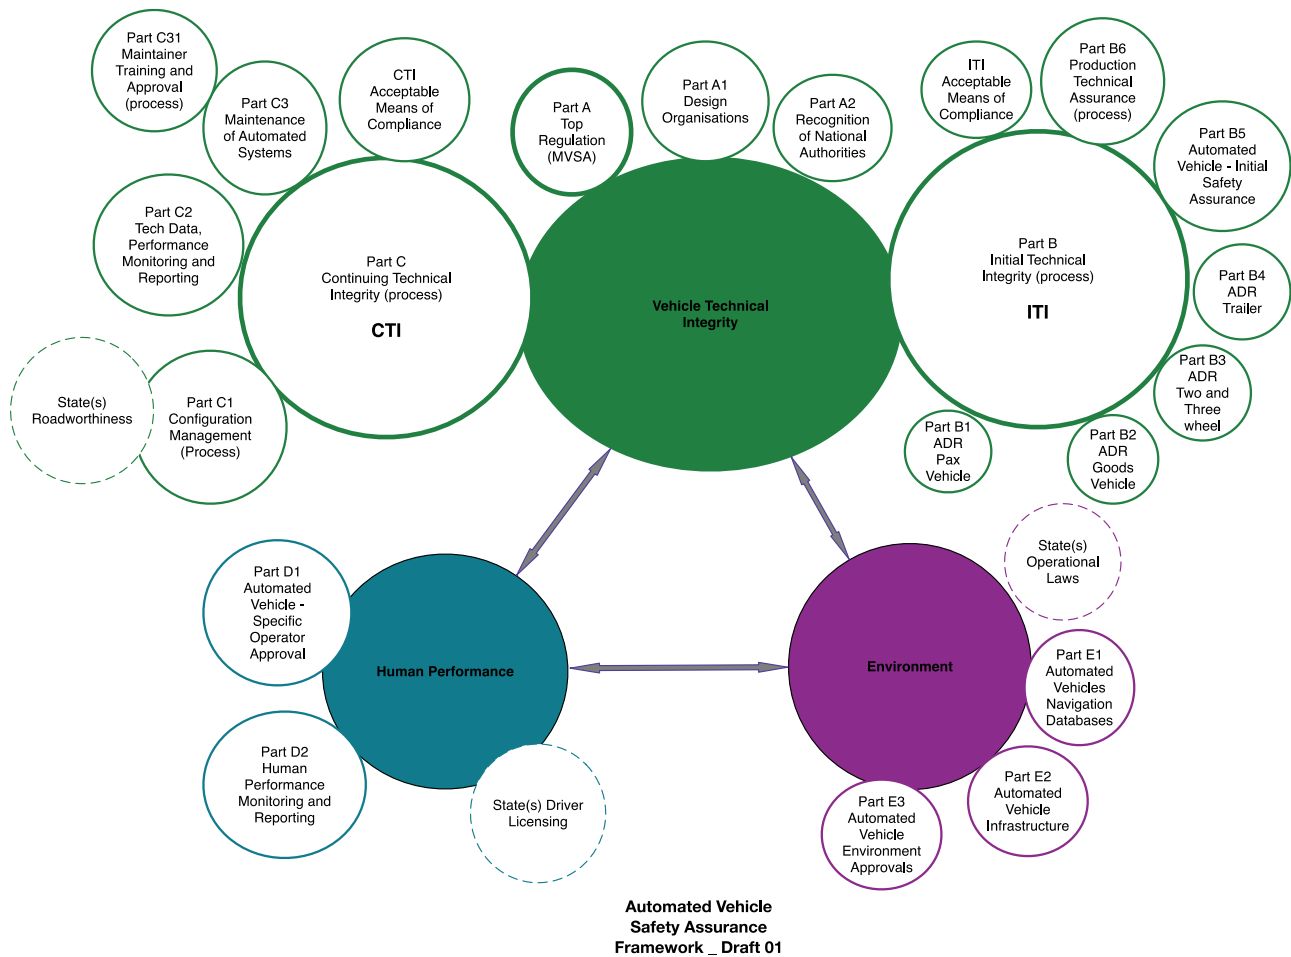 Part C31
Maintainer
Training and
Approval
(process)
Part C3
Maintenance
of Automated
Systems
CTI
Acceptable
Means of
Compliance
Part A
Top
Regulation
(MVSA)
Part A1
Design
Organisations
Part A2
Recognition
of National
Authorities
ITI
Acceptable
Means of
Compliance
Part B6
Production
Technical
Assurance
(process)
Part B5
Automated
Vehicle - Initial
Safety
Assurance
Part C2
Tech Data,
Performance
Monitoring and
Reporting
Part C
Continuing Technical
Integrity (process)
CTI
Vehicle Technical
Integrity
Part B
Initial Technical
Integrity (process)
ITI
Part B4
ADR
Trailer
Part B3
ADR
Two and
Three
wheel
State(s)
Roadworthiness
Part C1
Configuration
Management
(Process)
Part B1
ADR
Pax
Vehicle
Part B2
ADR
Goods
Vehicle
State(s)
Operational
Laws
Part D1
Automated
Vehicle -
Specific
Operator
Approval
Human Performance
Environment
Part E1
Automated
Vehicles
Navigation
Databases
Part D2
Human
Performance
Monitoring and
Reporting
State(s) Driver
Licensing
Part E3
Automated
Vehicle
Environment
Approvals
Part E2
Automated
Vehicle
Infrastructure
Automated Vehicle
Safety Assurance
Framework _ Draft 01